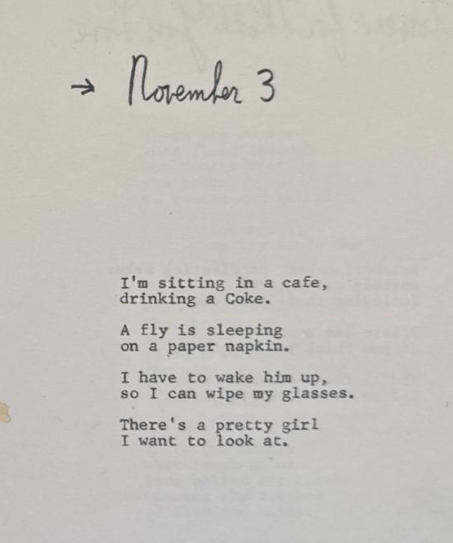 → November 3
I'm sitting in a cafe,
drinking a Coke.
A fly is sleeping
on a paper napkin.
I have to wake him up,
so I can wipe my glasses.
There's a pretty girl
I want to look at.